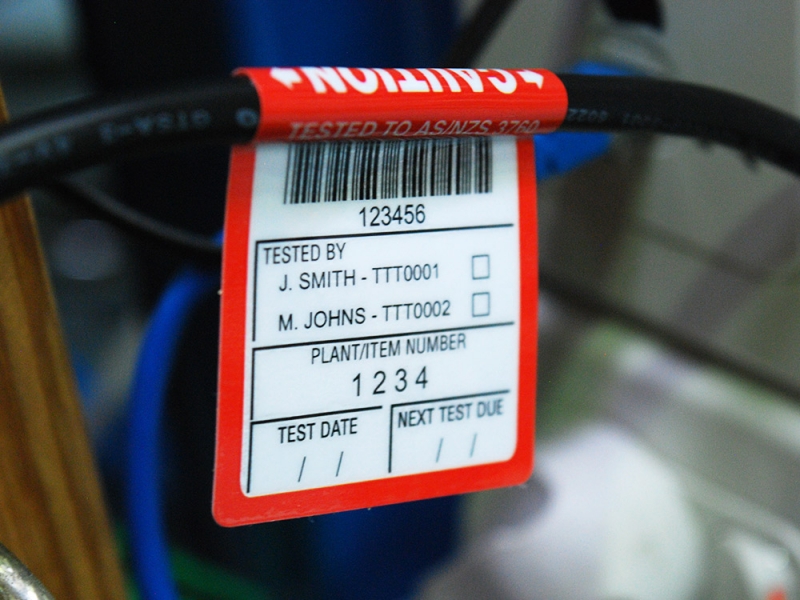 CAUTION
TESTED TO AS/NZS 3760
123456
TESTED BY
J. SMITH - TTT0001
M. JOHNS - TTT0002
PLANT/ITEM NUMBER
1234
TEST DATE
/ /
NEXT TEST DUE
/ /